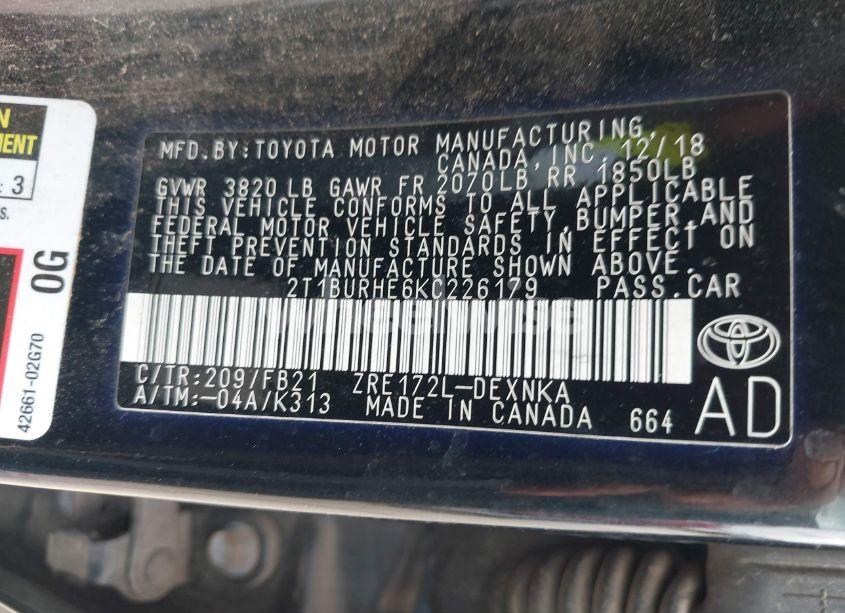 N
EMENT
: 3
s.
0G
42661-02G70
MFD.BY:TOYOTA MOTOR MANUFACTURING,
CANADA,INC. 12/18
GVWR 3820 LB GAWR FR 2070LB,RR 1850LB
THIS VEHICLE CONFORMS TO ALL APPLICABLE
FEDERAL MOTOR VEHICLE SAFETY,BUMPER,AND
THEFT PREVENTION STANDARDS IN EFFECT ON
THE DATE OF MANUFACTURE SHOWN ABOVE.
2T1BURHE6KC226179 PASS.CAR
C/TR:209/FB21 ZRE172L-DEXNKA
A/TM:-04A/K313 MADE IN CANADA 664
AD